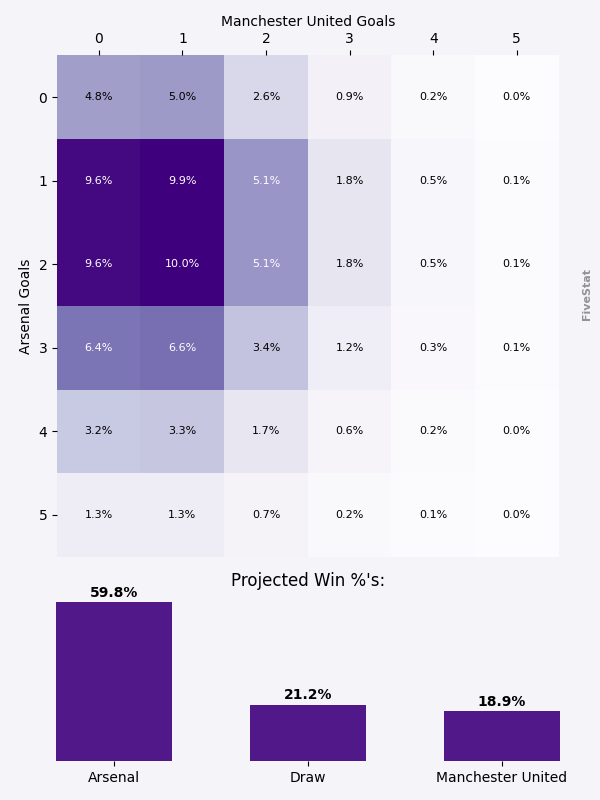 Manchester United Goals
0 1 2 3 4 5
0 4.8% 5.0% 2.6% 0.9% 0.2% 0.0%
1 9.6% 9.9% 5.1% 1.8% 0.5% 0.1%
2 9.6% 10.0% 5.1% 1.8% 0.5% 0.1%
3 6.4% 6.6% 3.4% 1.2% 0.3% 0.1%
4 3.2% 3.3% 1.7% 0.6% 0.2% 0.0%
5 1.3% 1.3% 0.7% 0.2% 0.1% 0.0%
Arsenal Goals
FiveStat
Projected Win %'s:
59.8% 21.2% 18.9%
Arsenal Draw Manchester United